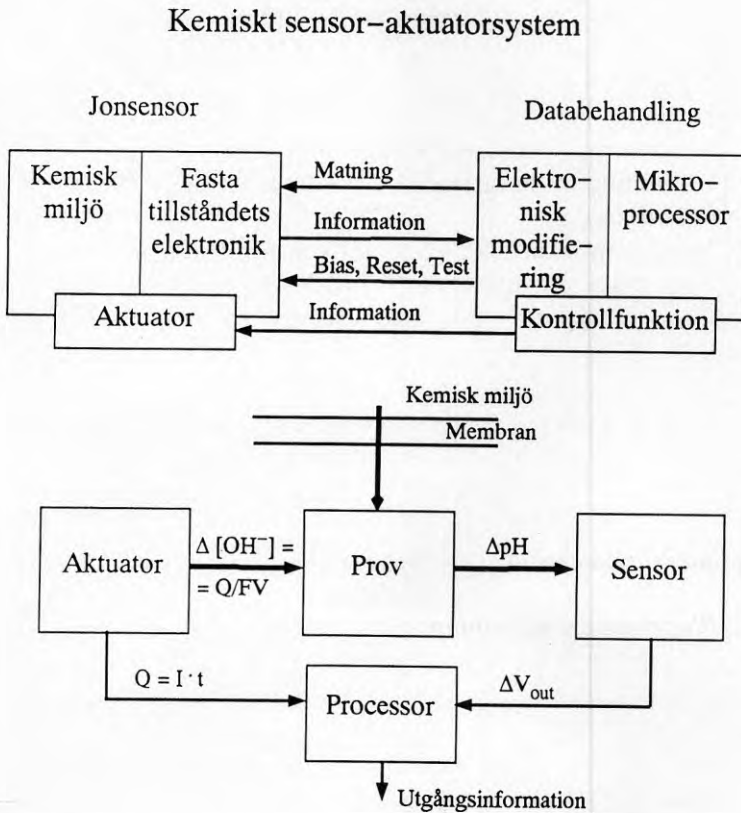 Kemiskt sensor–aktuatorsystem
Jonsensor
Databehandling
Kemisk
miljö
Fasta
tillståndets
elektronik
Aktuator
Matning
Information
Bias, Reset, Test
Information
Elektro–
nisk
modifie–
ring
Mikro–
processor
Kontrollfunktion
Kemisk miljö
Membran
Aktuator
Δ [OH⁻] =
= Q/FV
Prov
ΔpH
Sensor
Q = I · t
Processor
ΔV_out
Utgångsinformation